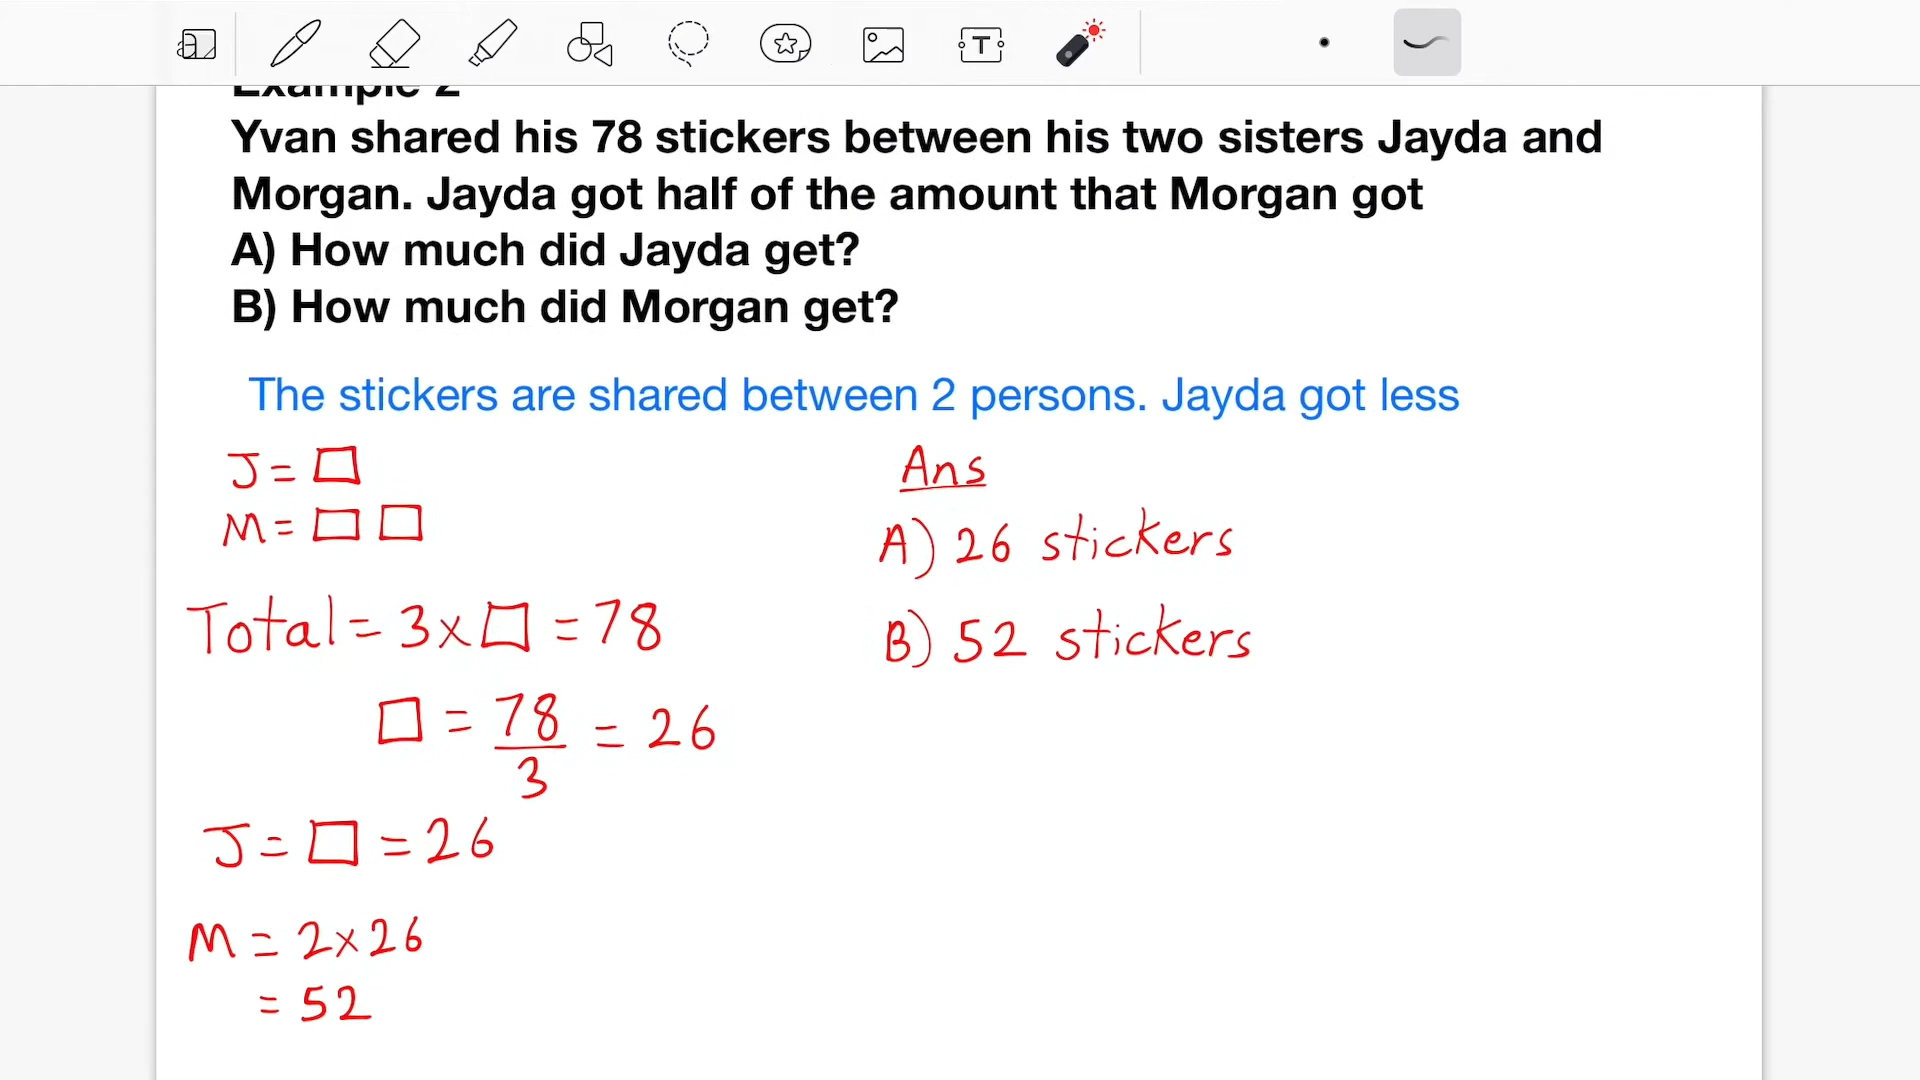 Example 2
Yvan shared his 78 stickers between his two sisters Jayda and
Morgan. Jayda got half of the amount that Morgan got
A) How much did Jayda get?
B) How much did Morgan get?
The stickers are shared between 2 persons. Jayda got less
J = □
M = □ □
Total = 3 x □ = 78
□ = 78/3 = 26
J = □ = 26
M = 2 x 26
= 52
Ans
A) 26 stickers
B) 52 stickers